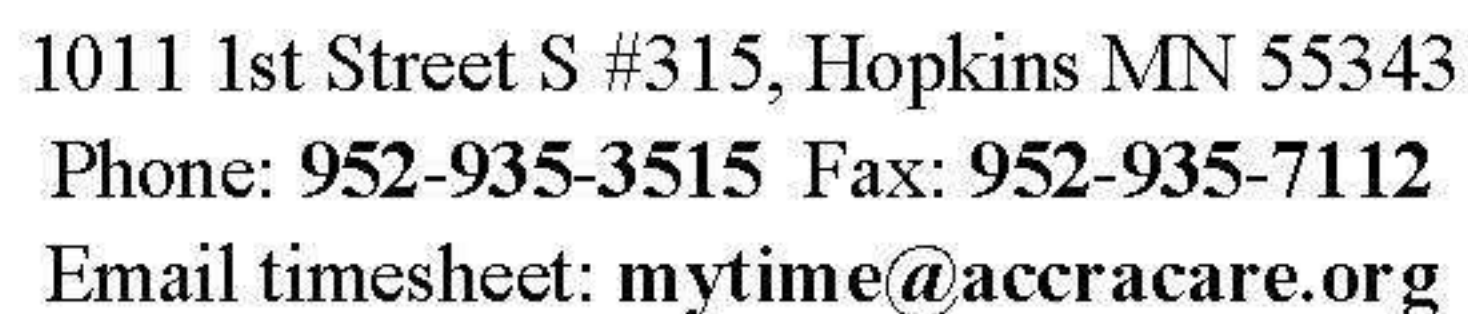 1011 1st Street S #315, Hopkins MN 55343
Phone: 952-935-3515 Fax: 952-935-7112
Email timesheet: mytime@accracare.org